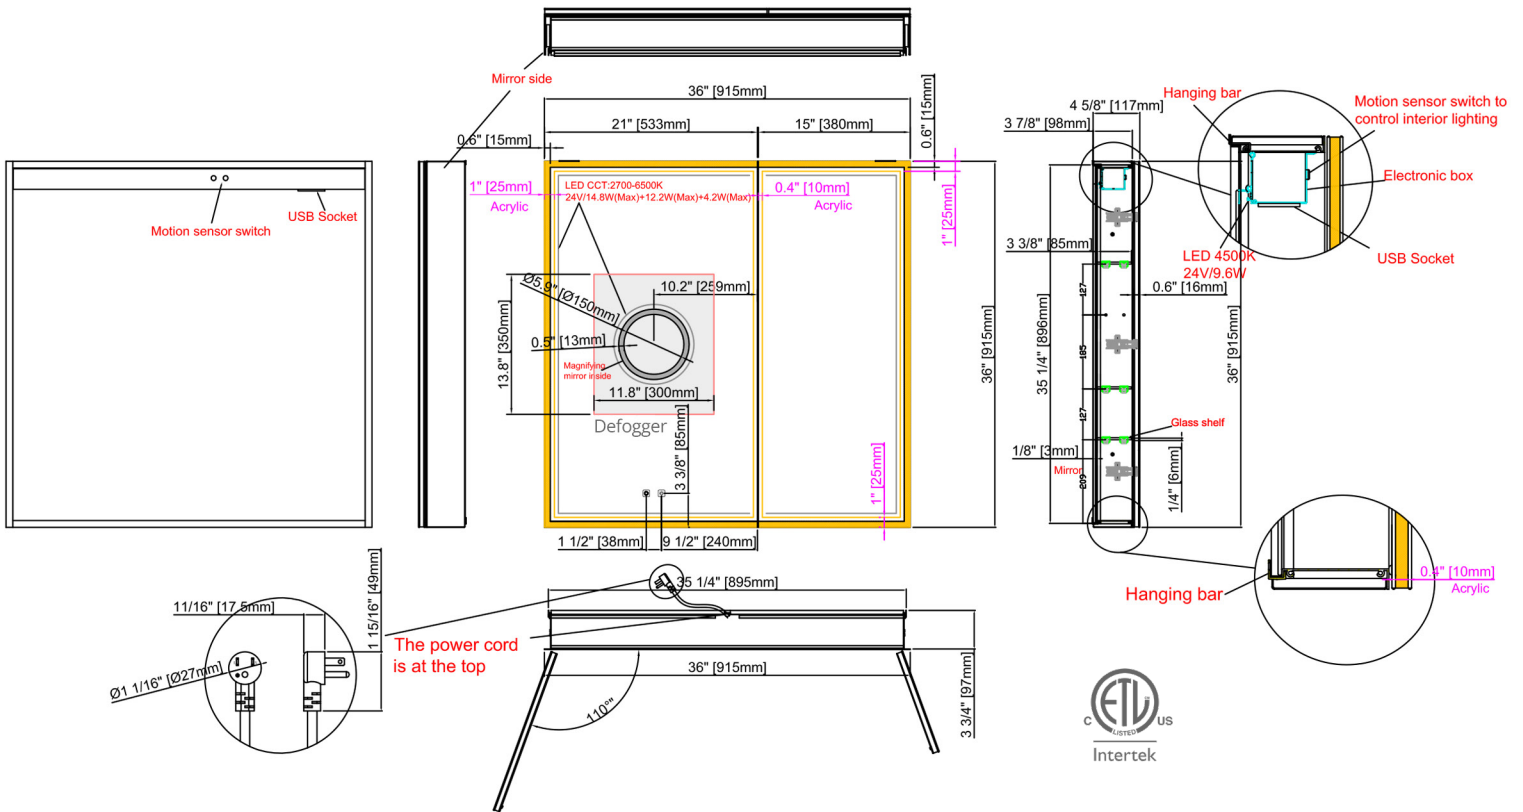 Mirror side
36" [915mm]
21" [533mm]
15" [380mm]
0.6" [15mm]
0.6" [15mm]
1" [25mm]
Acrylic
LED CCT:2700-6500K
24V/14.8W(Max)+12.2W(Max)+4.2W(Max)
0.4" [10mm]
Acrylic
1" [25mm]
Motion sensor switch
USB Socket
Ø5.9" [Ø150mm]
10.2" [259mm]
0.5" [13mm]
13.8" [350mm]
Magnifying
mirror inside
11.8" [300mm]
Defogger
3 3/8" [85mm]
1" [25mm]
36" [915mm]
1 1/2" [38mm]
9 1/2" [240mm]
Hanging bar
4 5/8" [117mm]
3 7/8" [98mm]
Motion sensor switch to
control interior lighting
Electronic box
USB Socket
LED 4500K
24V/9.6W
3 3/8" [85mm]
0.6" [16mm]
127
185
127
209
35 1/4" [896mm]
36" [915mm]
Glass shelf
1/8" [3mm]
Mirror
1/4" [6mm]
Hanging bar
0.4" [10mm]
Acrylic
11/16" [17.5mm]
1 15/16" [49mm]
Ø1 1/16" [Ø27mm]
The power cord
is at the top
35 1/4" [895mm]
36" [915mm]
110°"
3 3/4" [97mm]
ETL
C
US
LISTED
Intertek